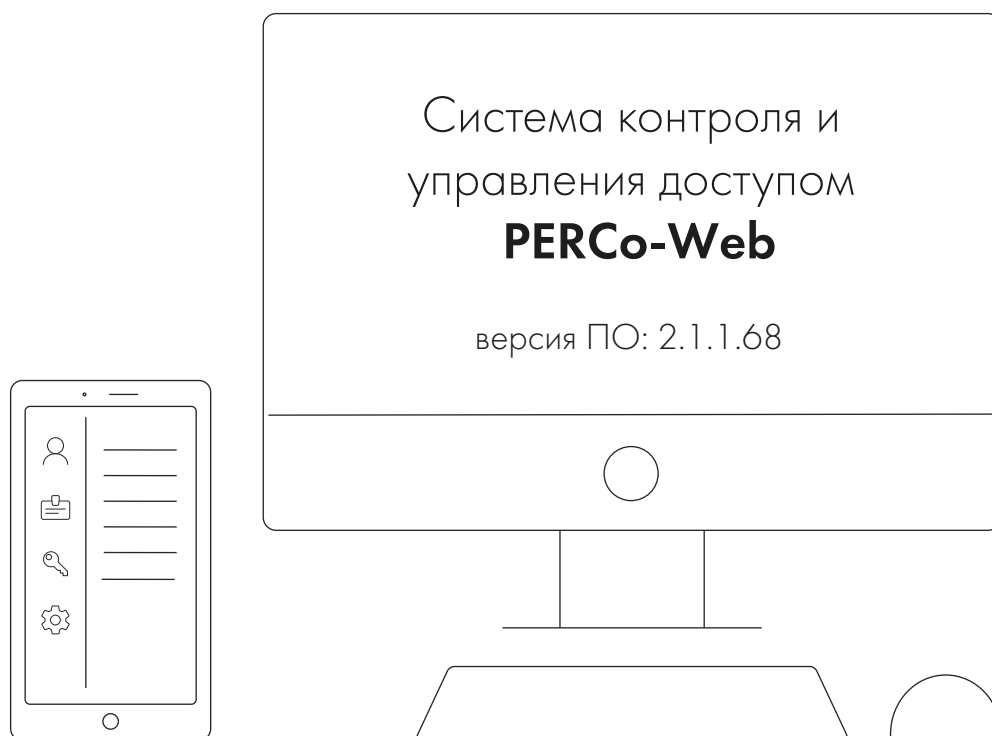 Система контроля и
управления доступом
PERCo-Web
версия ПО: 2.1.1.68